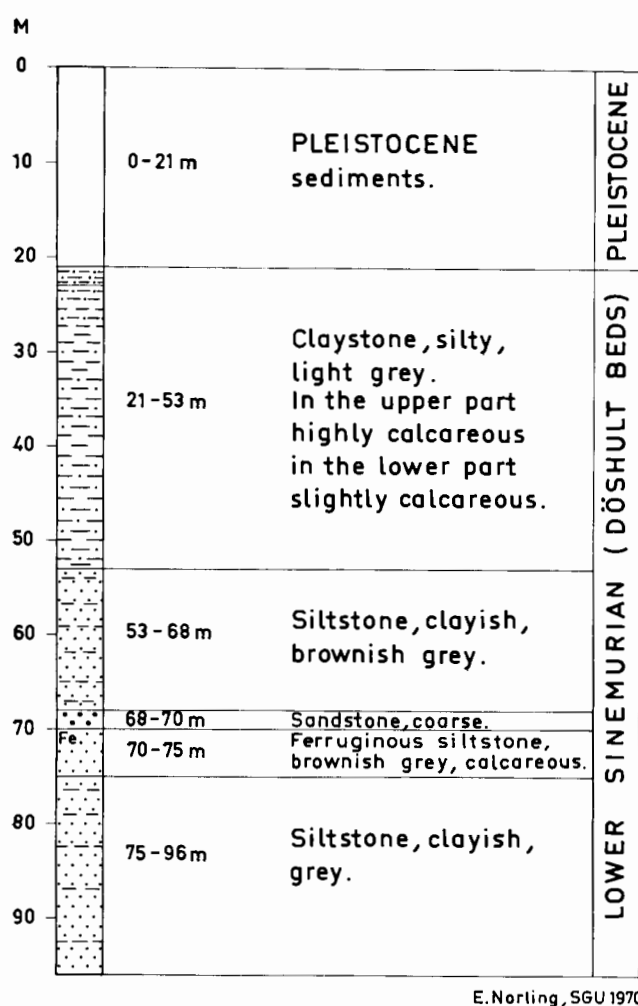 M
0
10
20
30
40
50
60
70
80
90
Fe.
0-21 m
PLEISTOCENE
sediments.
21-53 m
Claystone, silty,
light grey.
In the upper part
highly calcareous
in the lower part
slightly calcareous.
53-68 m
Siltstone, clayish,
brownish grey.
68-70 m
Sandstone, coarse.
70-75 m
Ferruginous siltstone,
brownish grey, calcareous.
75-96 m
Siltstone, clayish,
grey.
PLEISTOCENE
LOWER SINEMURIAN (DÖSHULT BEDS)
E. Norling, SGU 1970